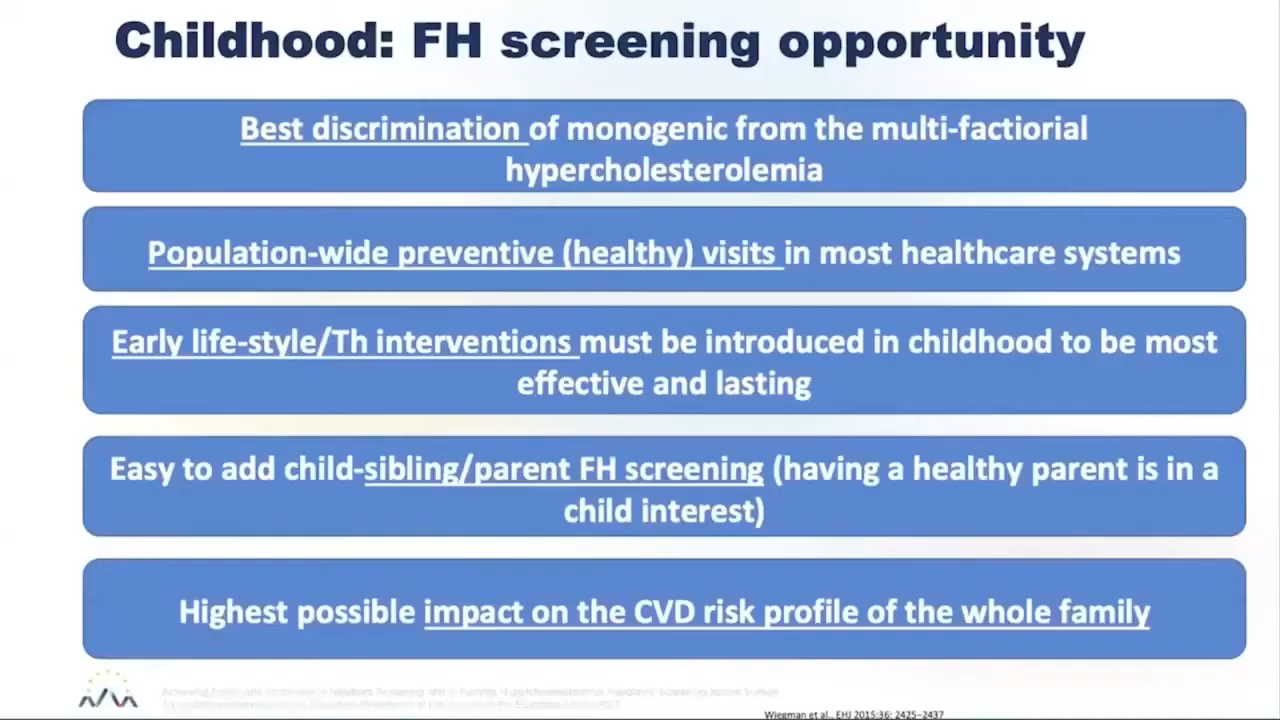 Childhood: FH screening opportunity
Best discrimination of monogenic from the multi-factiorial
hypercholesterolemia
Population-wide preventive (healthy) visits in most healthcare systems
Early life-style/Th interventions must be introduced in childhood to be most
effective and lasting
Easy to add child-sibling/parent FH screening (having a healthy parent is in a
child interest)
Highest possible impact on the CVD risk profile of the whole family
Wiegman et al., EHJ 2015:36: 2425–2437